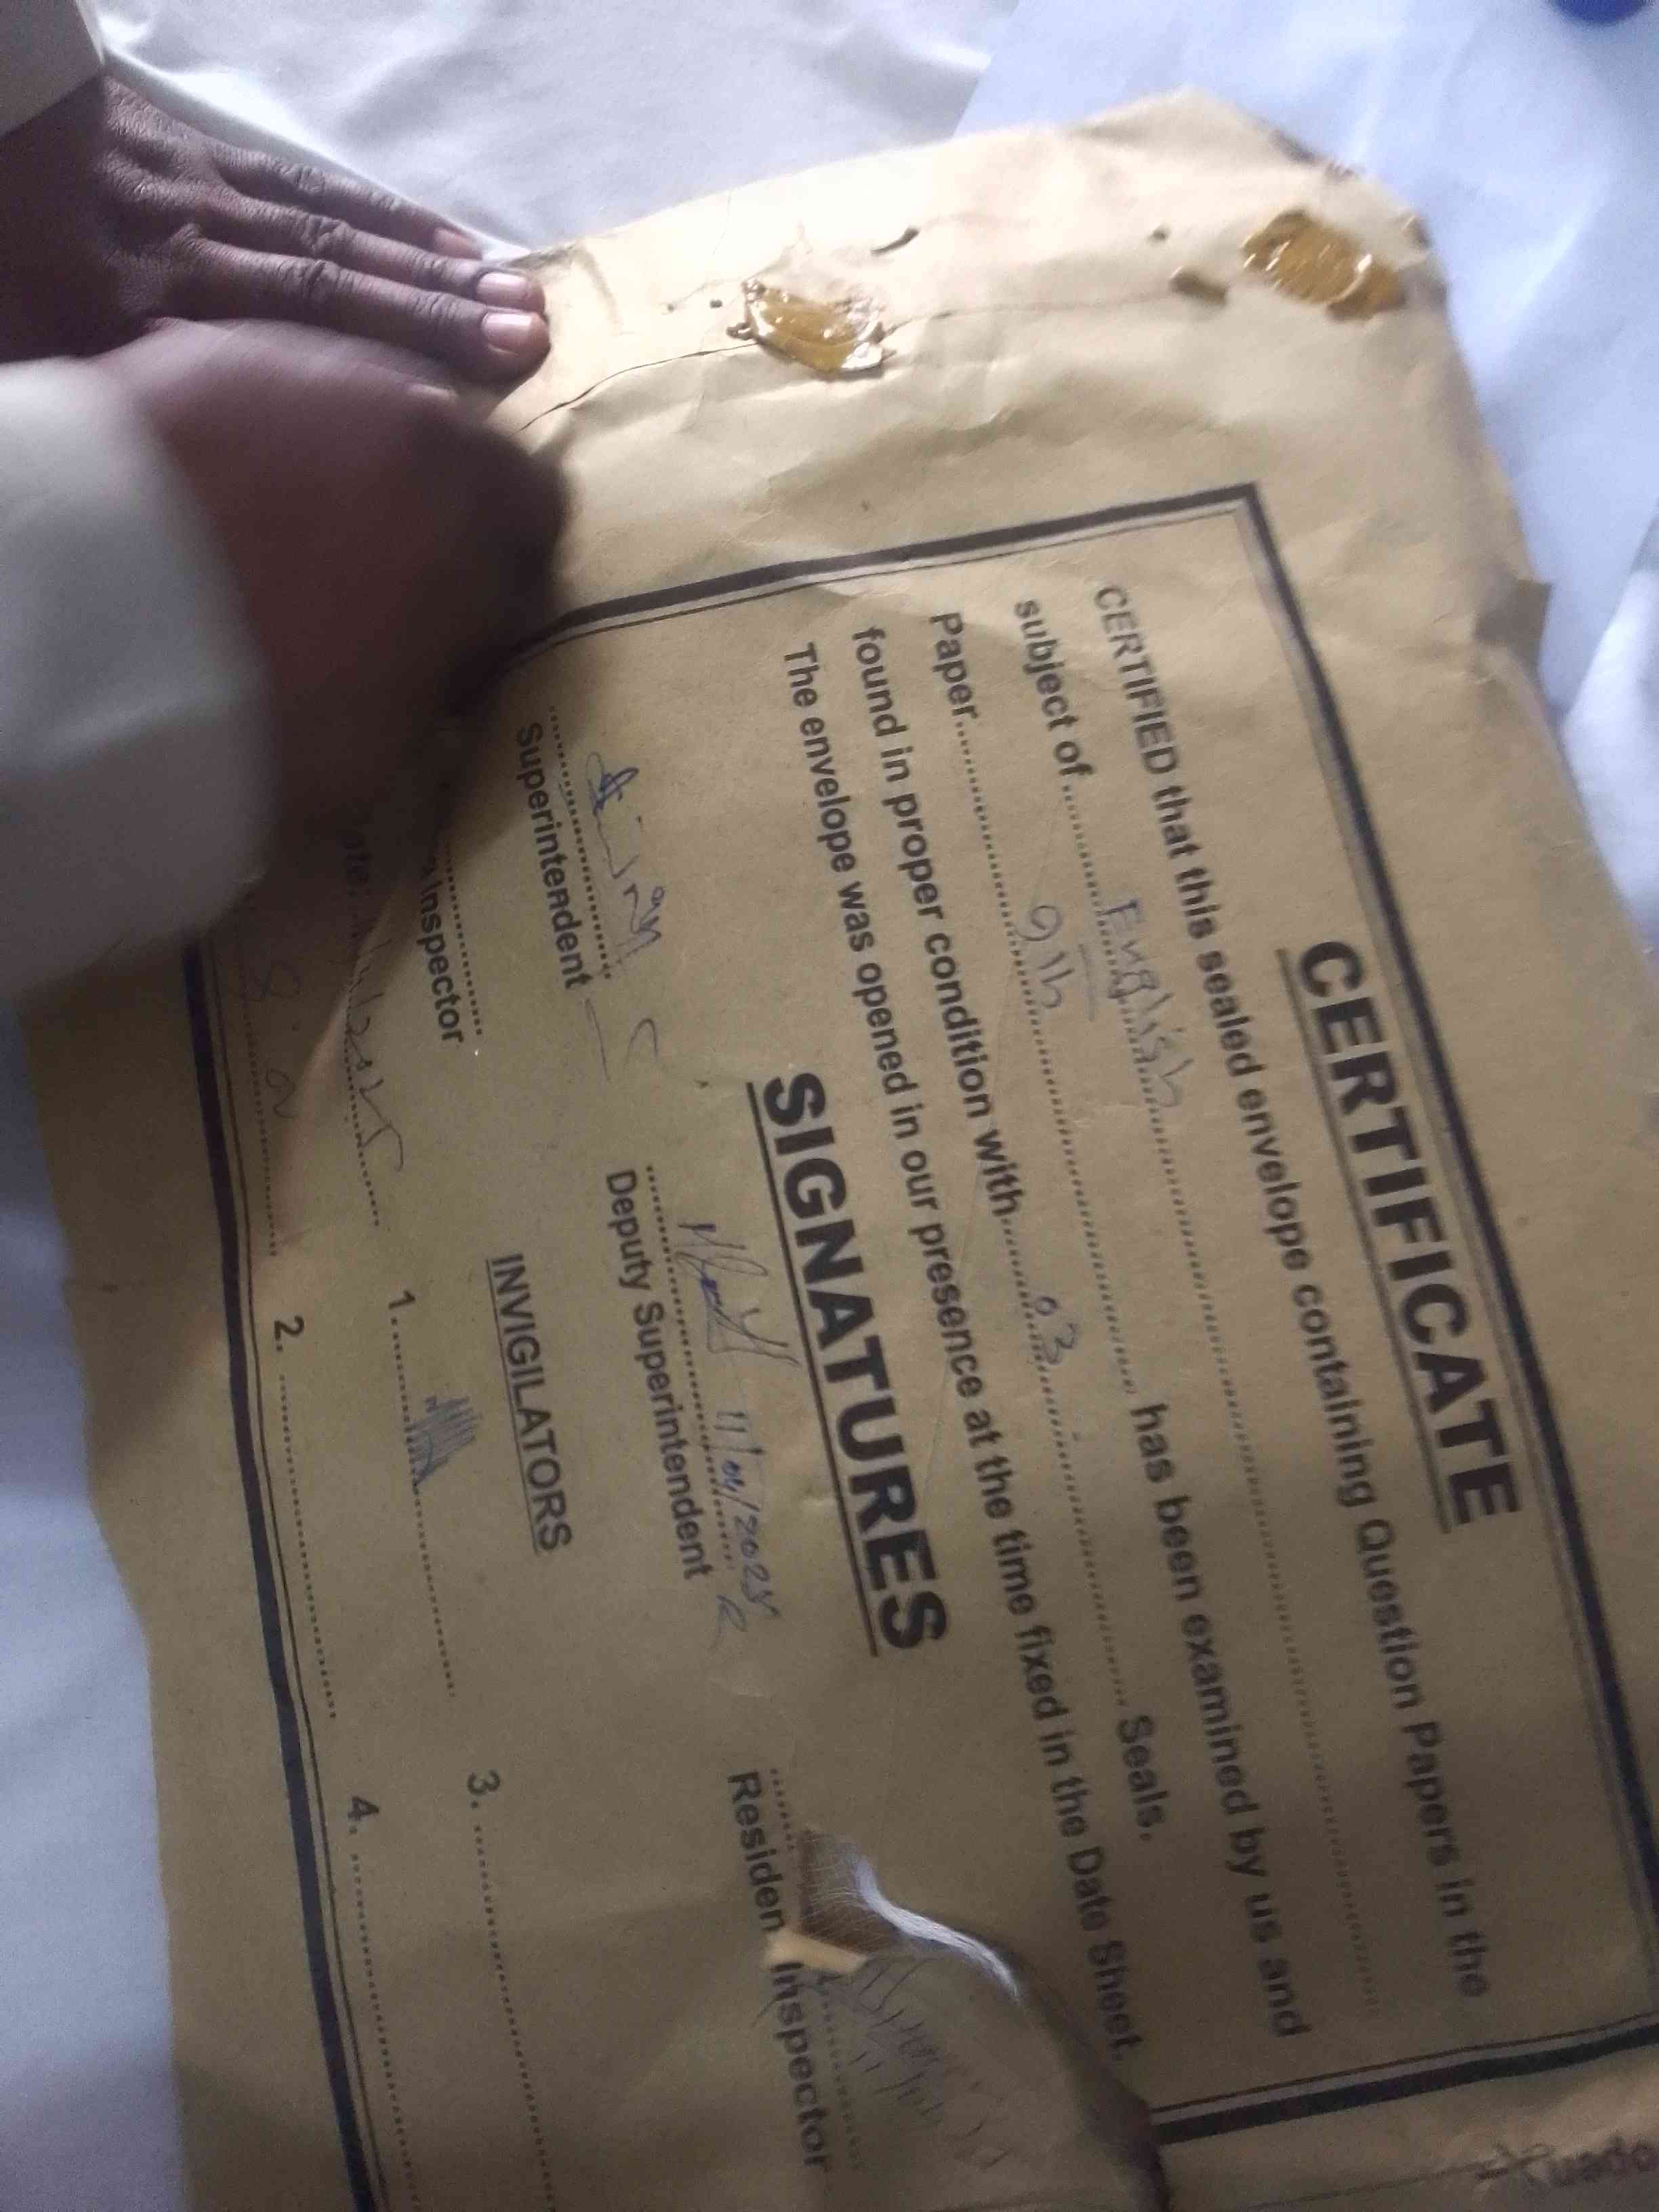 CERTIFICATE
CERTIFIED that this sealed envelope containing Question Papers in the
subject of.......English.......
Paper.......9th....... has been examined by us and
found in proper condition with.......03....... Seals.
The envelope was opened in our presence at the time fixed in the Date Sheet.
SIGNATURES
11/04/2025
Superintendent
Deputy Superintendent
Residen Inspector
Inspector
INVIGILATORS
1.
3.
2.
4.